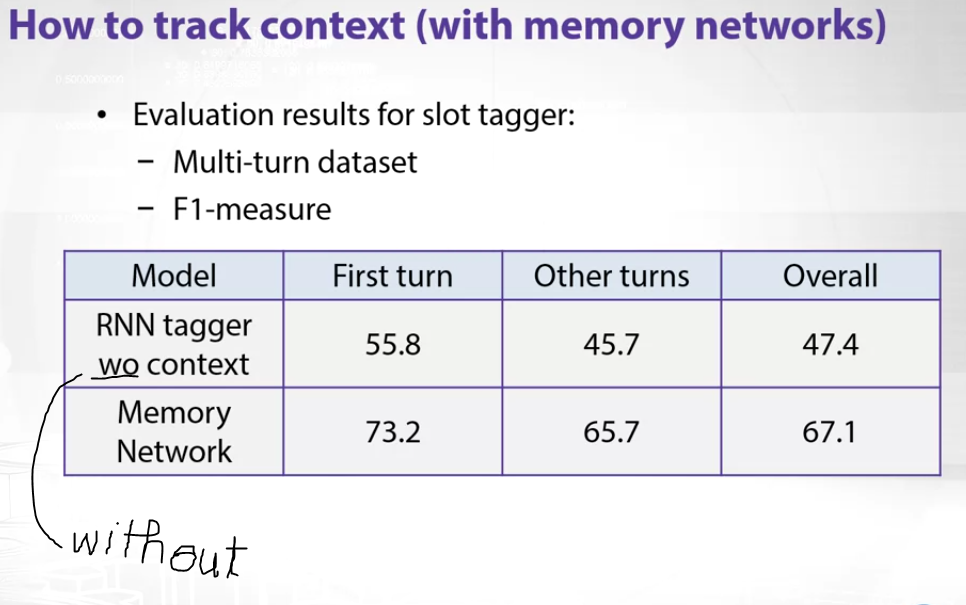 How to track context (with memory networks)
• Evaluation results for slot tagger:
– Multi-turn dataset
– F1-measure
Model First turn Other turns Overall
RNN tagger
wo context 55.8 45.7 47.4
Memory
Network 73.2 65.7 67.1
without